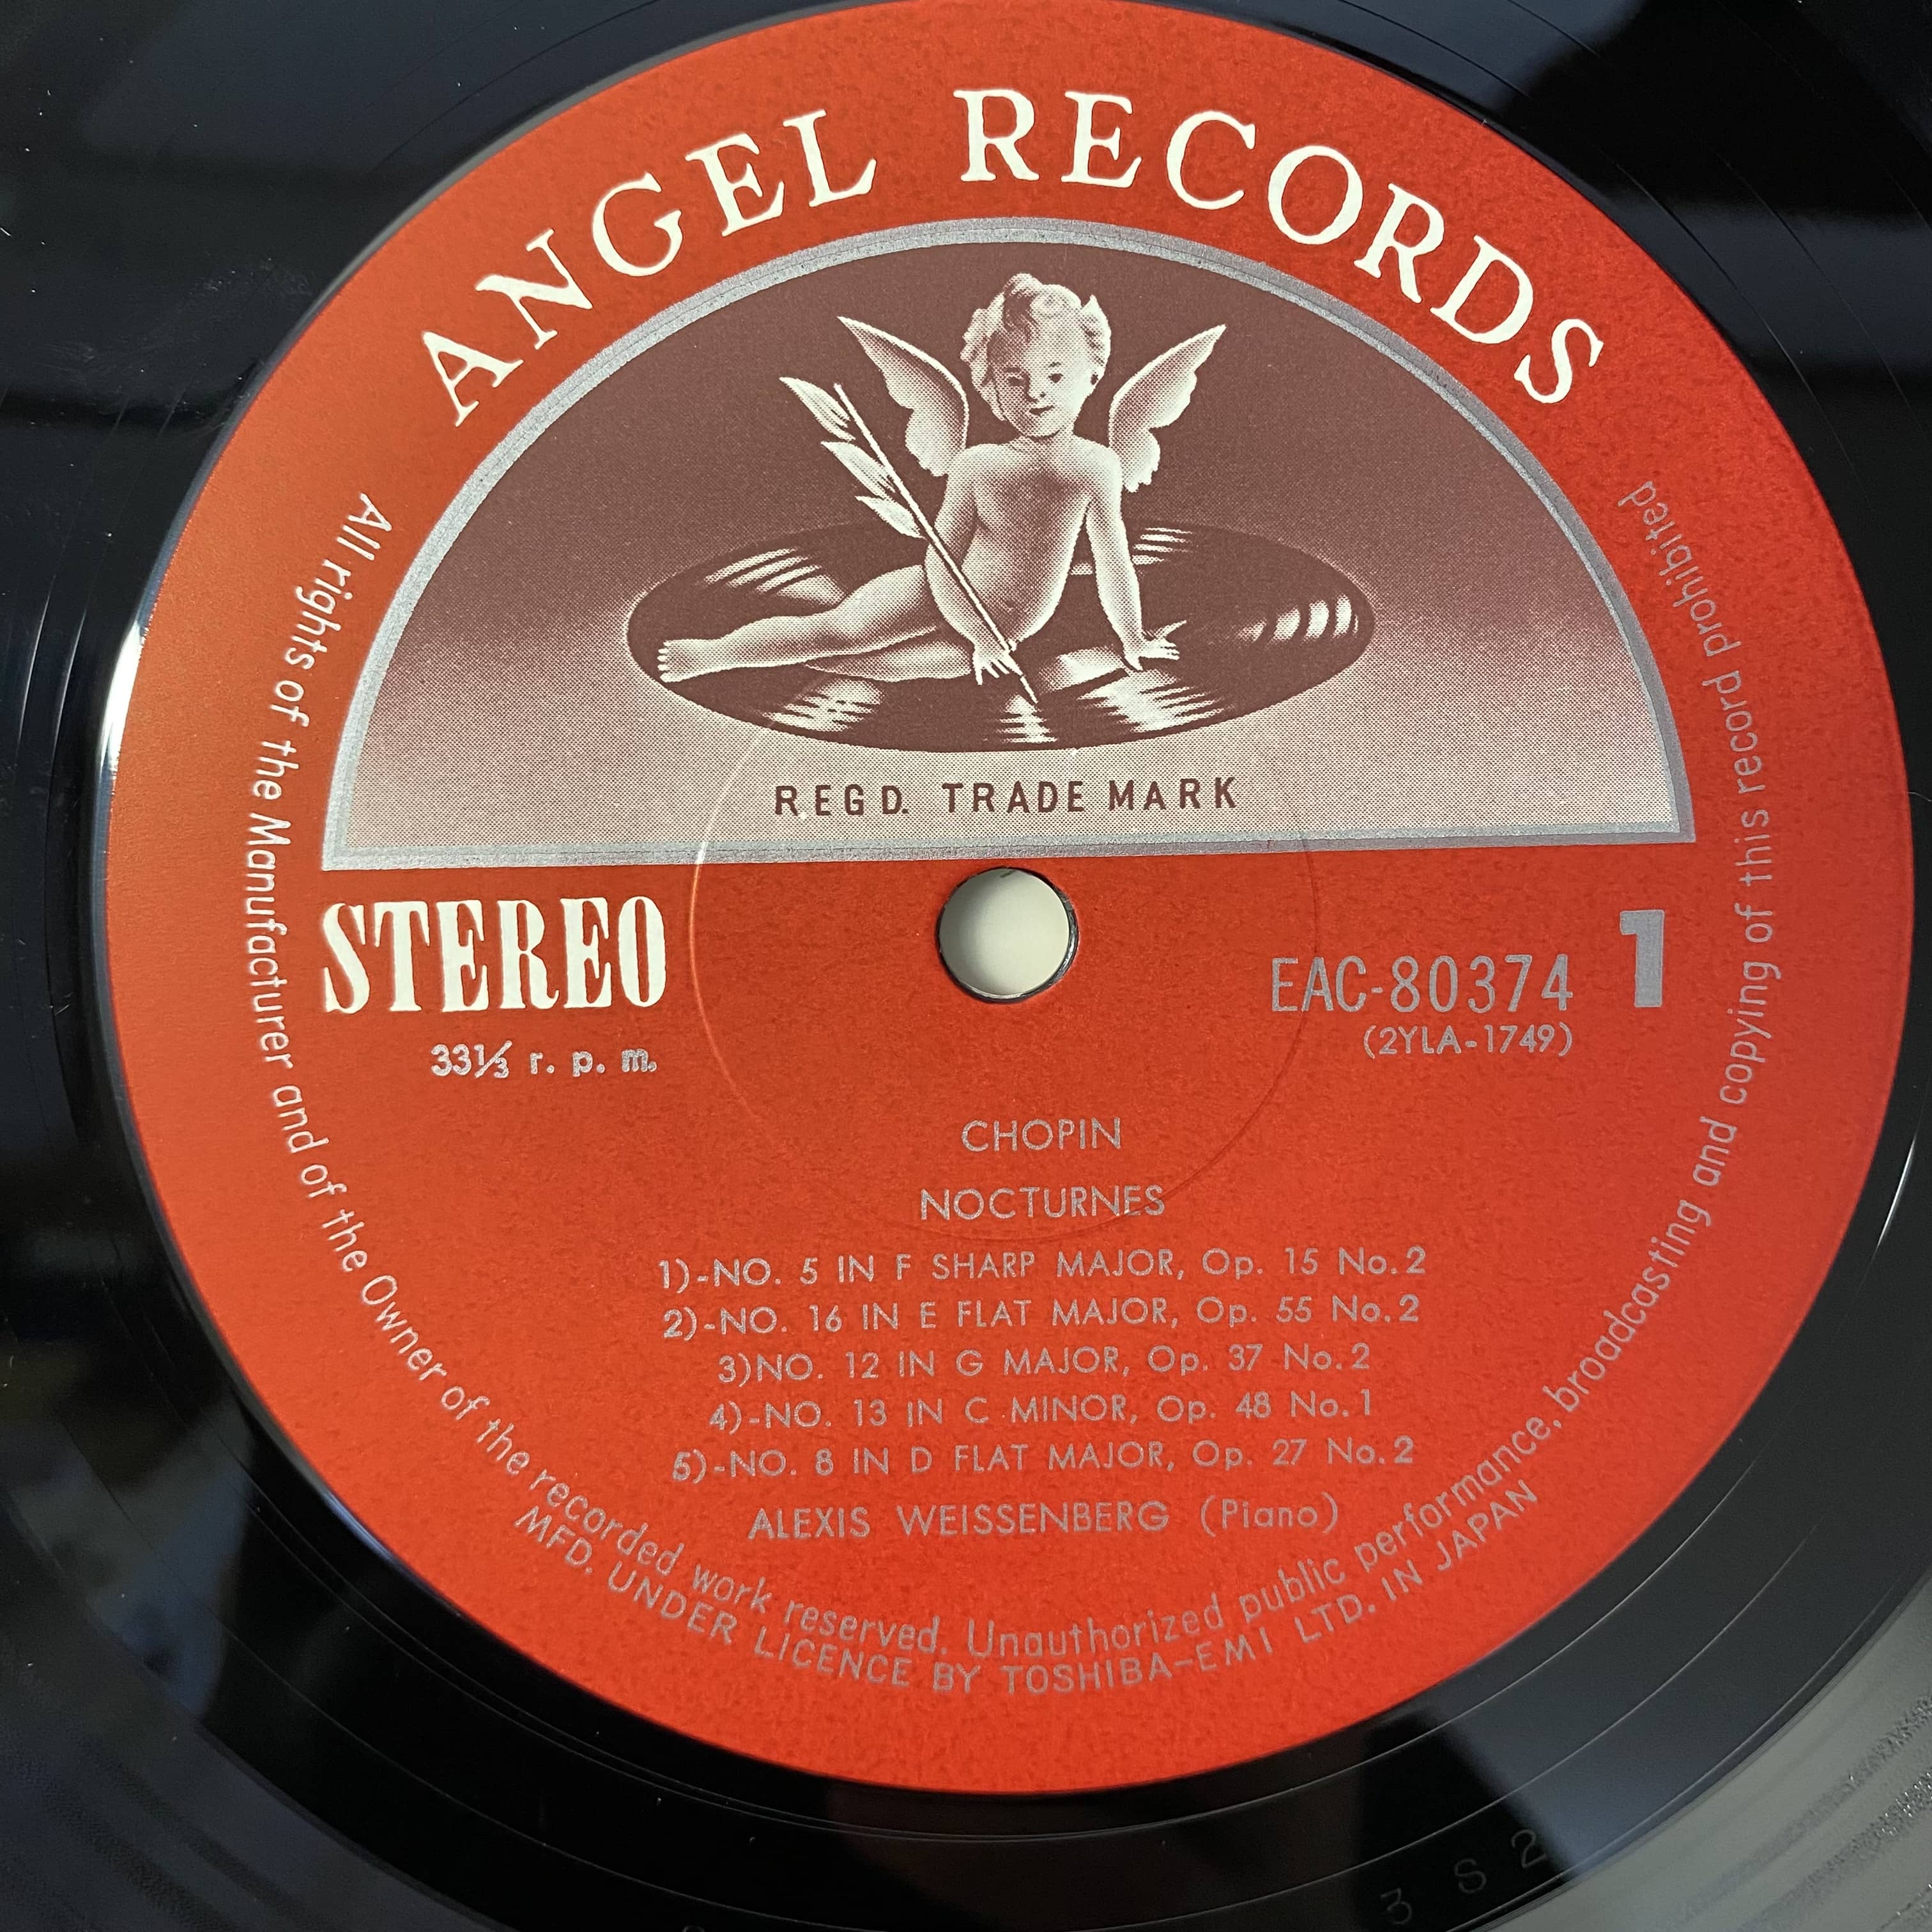 ANGEL RECORDS
REGD. TRADE MARK
STEREO
33⅓ r. p. m.
EAC-80374
(2YLA-1749)
1
CHOPIN
NOCTURNES
1)-NO. 5 IN F SHARP MAJOR, Op. 15 No.2
2)-NO. 16 IN E FLAT MAJOR, Op. 55 No.2
3)NO. 12 IN G MAJOR, Op. 37 No.2
4)-NO. 13 IN C MINOR, Op. 48 No.1
5)-NO. 8 IN D FLAT MAJOR, Op. 27 No.2
ALEXIS WEISSENBERG (Piano)
All rights of the Manufacturer and of the Owner of the recorded work reserved. Unauthorized public performance, broadcasting and copying of this record prohibited
MFD. UNDER LICENCE BY TOSHIBA-EMI LTD. IN JAPAN
3 S 2